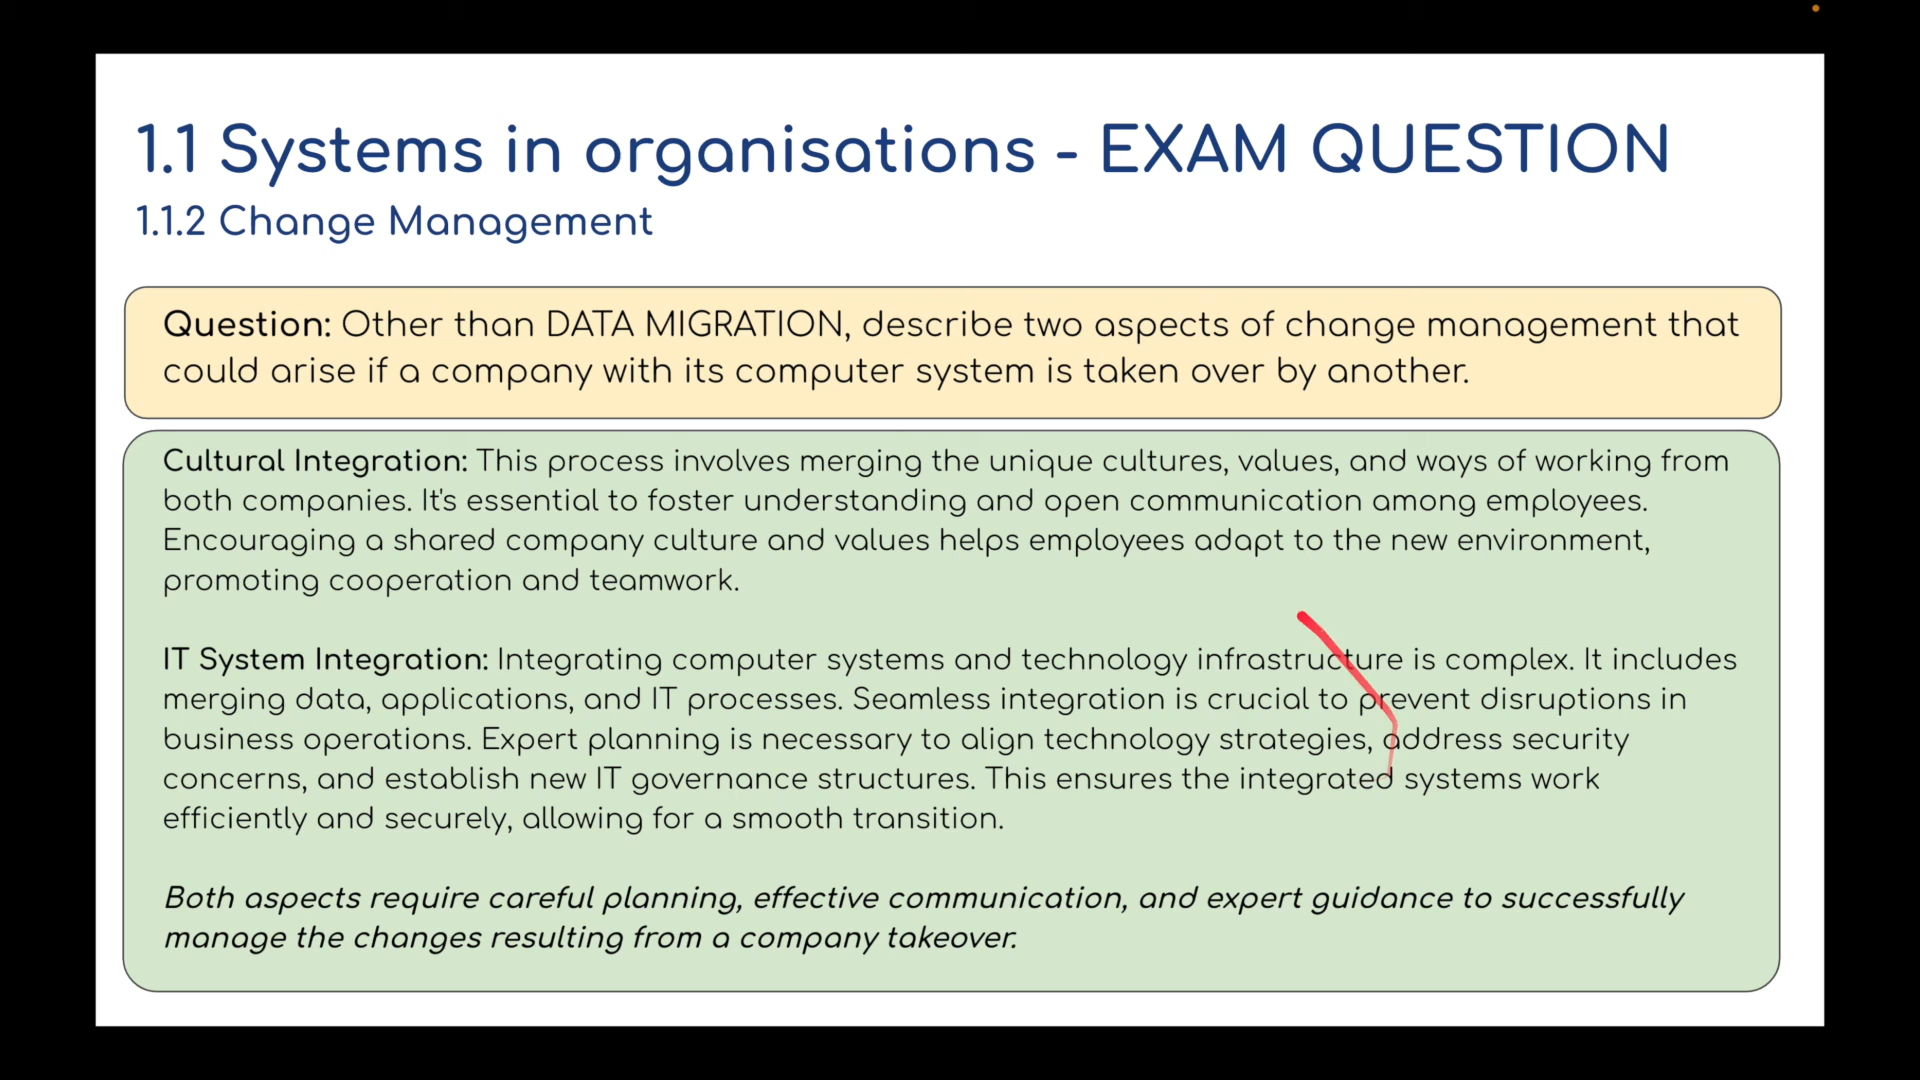 1.1 Systems in organisations - EXAM QUESTION
1.1.2 Change Management
Question: Other than DATA MIGRATION, describe two aspects of change management that
could arise if a company with its computer system is taken over by another.
Cultural Integration: This process involves merging the unique cultures, values, and ways of working from
both companies. It's essential to foster understanding and open communication among employees.
Encouraging a shared company culture and values helps employees adapt to the new environment,
promoting cooperation and teamwork.
IT System Integration: Integrating computer systems and technology infrastructure is complex. It includes
merging data, applications, and IT processes. Seamless integration is crucial to prevent disruptions in
business operations. Expert planning is necessary to align technology strategies, address security
concerns, and establish new IT governance structures. This ensures the integrated systems work
efficiently and securely, allowing for a smooth transition.
Both aspects require careful planning, effective communication, and expert guidance to successfully
manage the changes resulting from a company takeover.